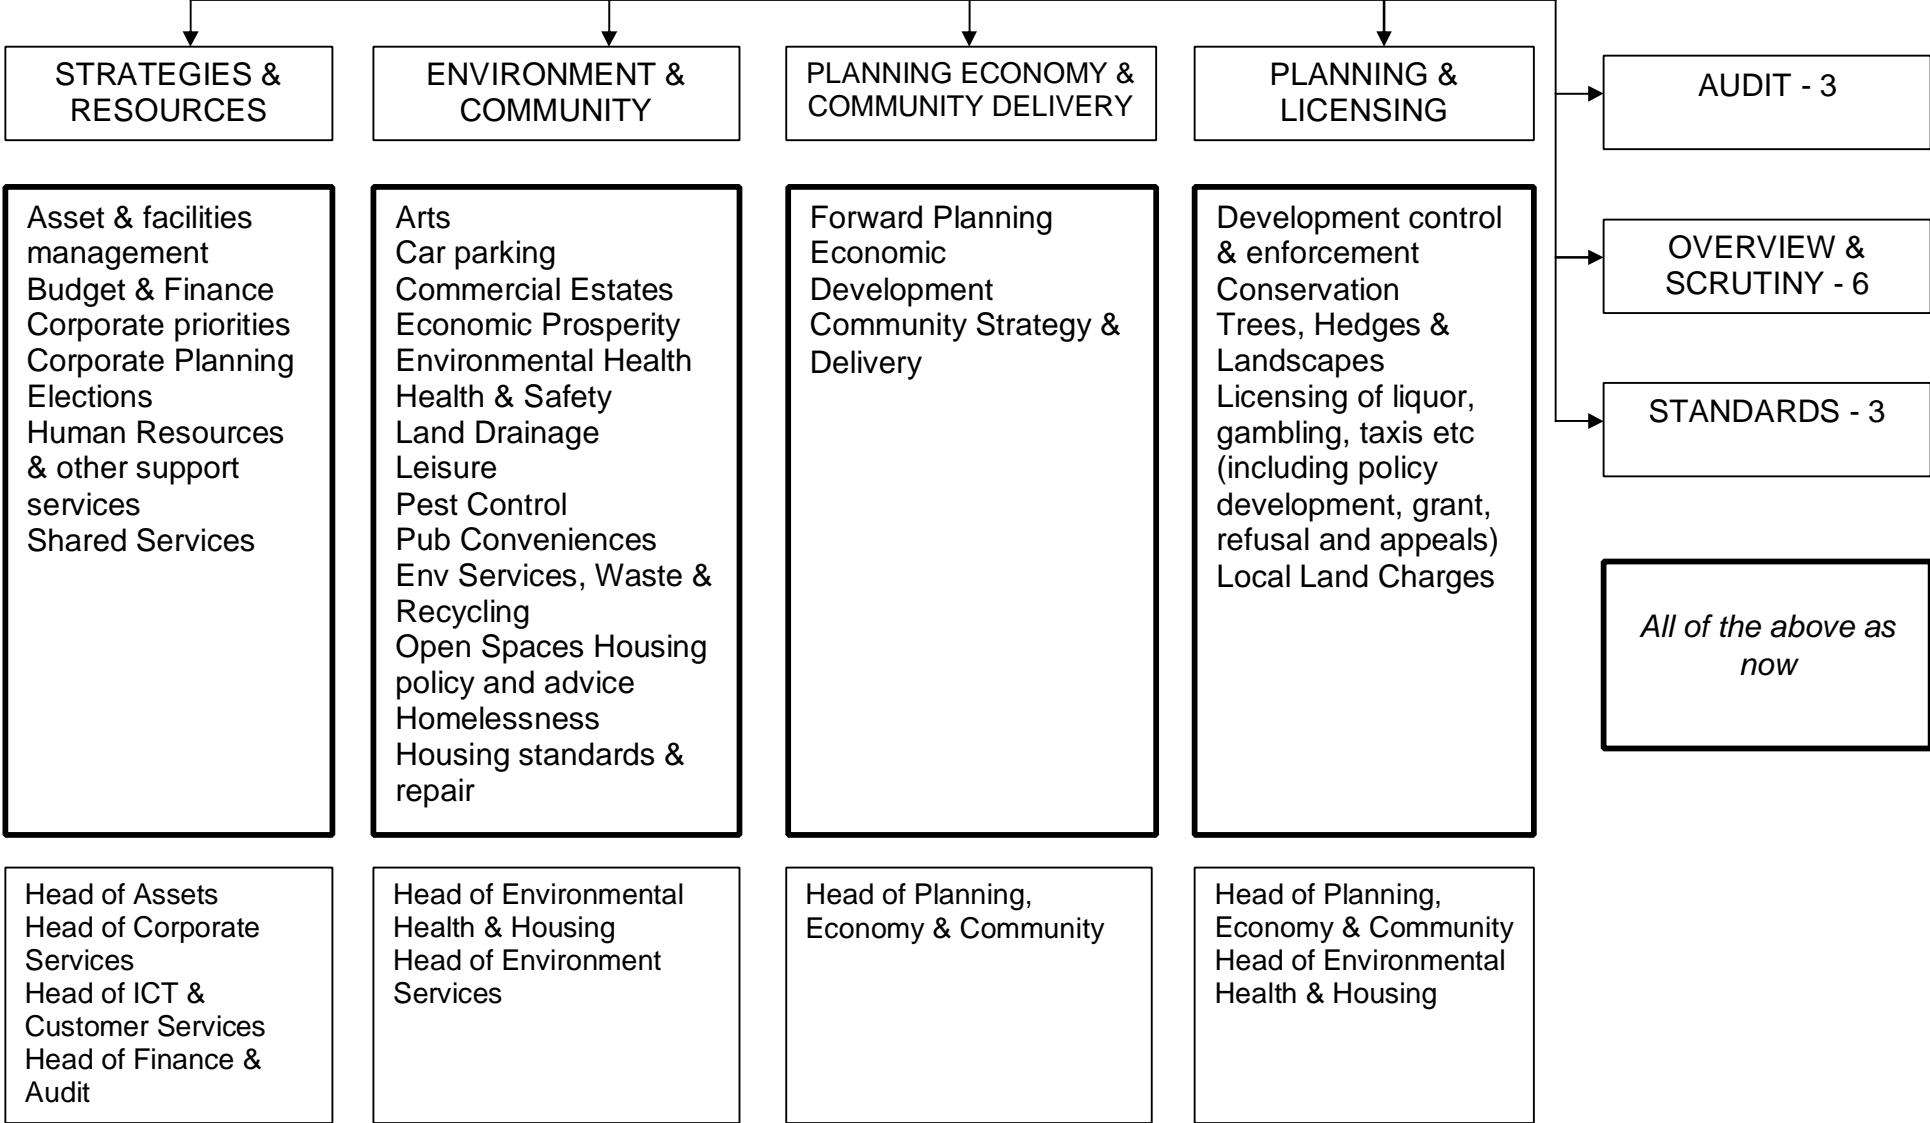 STRATEGIES &
RESOURCES
ENVIRONMENT &
COMMUNITY
PLANNING ECONOMY &
COMMUNITY DELIVERY
PLANNING &
LICENSING
AUDIT - 3
OVERVIEW &
SCRUTINY - 6
STANDARDS - 3
All of the above as
now
Asset & facilities
management
Budget & Finance
Corporate priorities
Corporate Planning
Elections
Human Resources
& other support
services
Shared Services
Arts
Car parking
Commercial Estates
Economic Prosperity
Environmental Health
Health & Safety
Land Drainage
Leisure
Pest Control
Pub Conveniences
Env Services, Waste &
Recycling
Open Spaces Housing
policy and advice
Homelessness
Housing standards &
repair
Forward Planning
Economic
Development
Community Strategy &
Delivery
Development control
& enforcement
Conservation
Trees, Hedges &
Landscapes
Licensing of liquor,
gambling, taxis etc
(including policy
development, grant,
refusal and appeals)
Local Land Charges
Head of Assets
Head of Corporate
Services
Head of ICT &
Customer Services
Head of Finance &
Audit
Head of Environmental
Health & Housing
Head of Environment
Services
Head of Planning,
Economy & Community
Head of Planning,
Economy & Community
Head of Environmental
Health & Housing